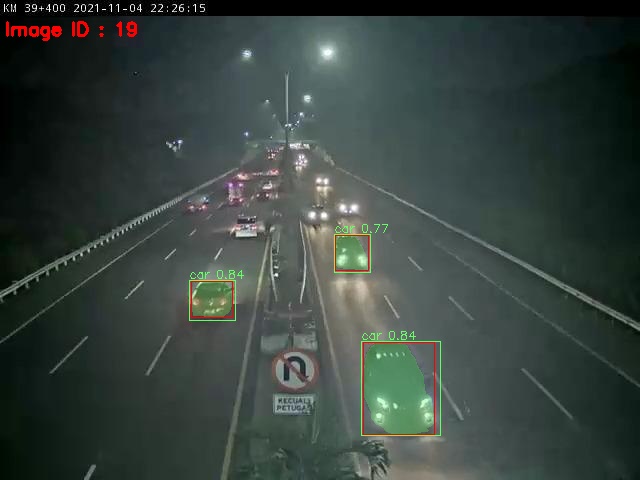 KM 39+400 2021-11-04 22:26:15
Image ID : 19
car 0.77
car 0.84
car 0.84
KECUALI
PETUGAS